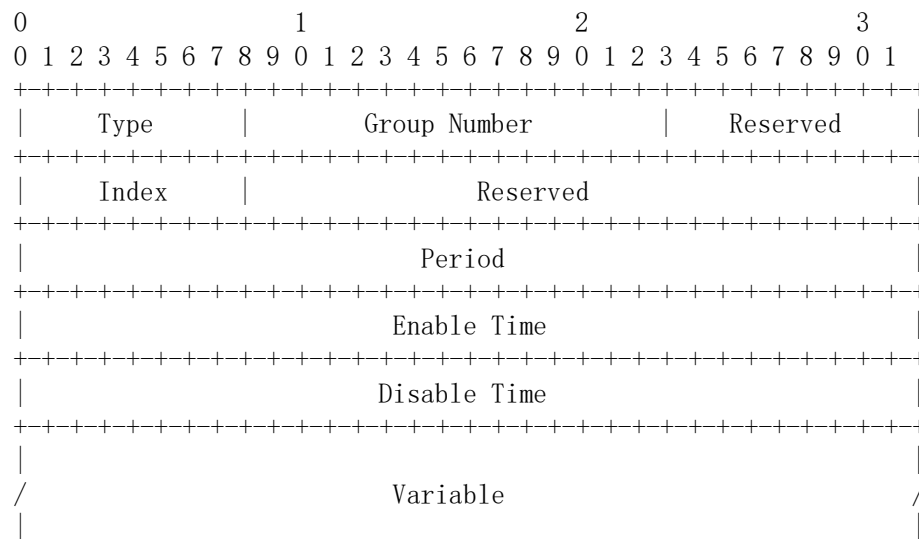 0                   1                   2                   3
0 1 2 3 4 5 6 7 8 9 0 1 2 3 4 5 6 7 8 9 0 1 2 3 4 5 6 7 8 9 0 1
+-+-+-+-+-+-+-+-+-+-+-+-+-+-+-+-+-+-+-+-+-+-+-+-+-+-+-+-+-+-+-+-+
|     Type      |        Group Number         |    Reserved     |
+-+-+-+-+-+-+-+-+-+-+-+-+-+-+-+-+-+-+-+-+-+-+-+-+-+-+-+-+-+-+-+-+
|     Index     |                Reserved                       |
+-+-+-+-+-+-+-+-+-+-+-+-+-+-+-+-+-+-+-+-+-+-+-+-+-+-+-+-+-+-+-+-+
|                            Period                             |
+-+-+-+-+-+-+-+-+-+-+-+-+-+-+-+-+-+-+-+-+-+-+-+-+-+-+-+-+-+-+-+-+
|                          Enable Time                          |
+-+-+-+-+-+-+-+-+-+-+-+-+-+-+-+-+-+-+-+-+-+-+-+-+-+-+-+-+-+-+-+-+
|                         Disable Time                          |
+-+-+-+-+-+-+-+-+-+-+-+-+-+-+-+-+-+-+-+-+-+-+-+-+-+-+-+-+-+-+-+-+
|                                                               |
/                          Variable                             /
|                                                               |